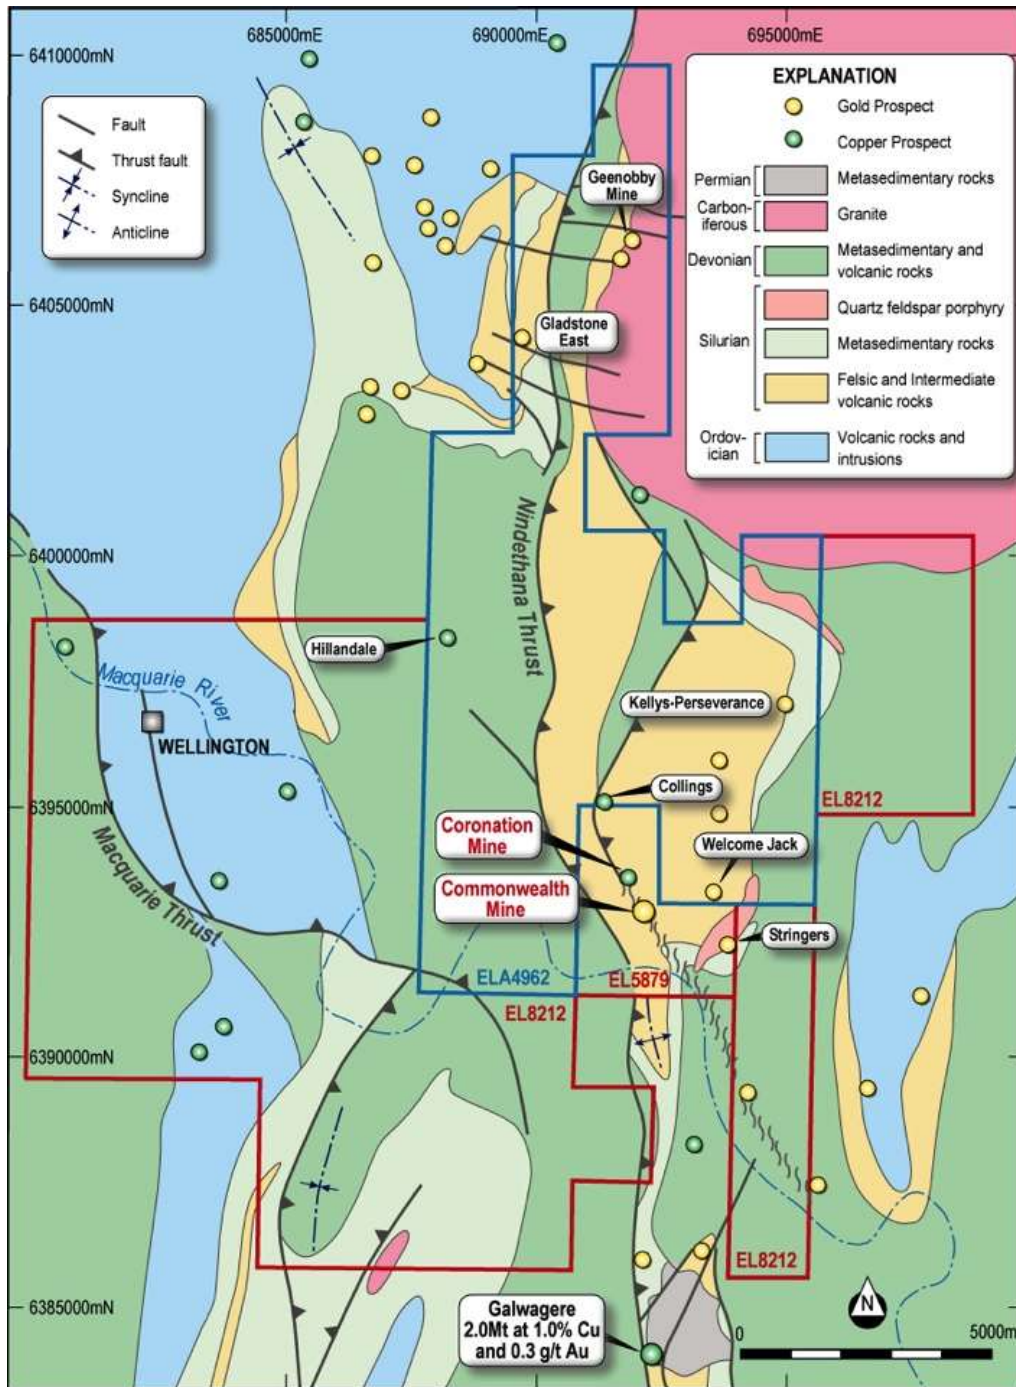 685000mE
690000mE
695000mE
6410000mN
6405000mN
6400000mN
6395000mN
6390000mN
6385000mN
Fault
Thrust fault
Syncline
Anticline
EXPLANATION
Gold Prospect
Copper Prospect
Permian
Metasedimentary rocks
Carbon-
iferous
Granite
Devonian
Metasedimentary and
volcanic rocks
Silurian
Quartz feldspar porphyry
Metasedimentary rocks
Felsic and Intermediate
volcanic rocks
Ordov-
ician
Volcanic rocks and
intrusions
Geenobby
Mine
Gladstone
East
Nindethana Thrust
Hillandale
Macquarie River
WELLINGTON
Kellys-Perseverance
Collings
EL8212
Coronation
Mine
Welcome Jack
Macquarie Thrust
Commonwealth
Mine
Stringers
ELA4962
EL5879
EL8212
EL8212
Galwagere
2.0Mt at 1.0% Cu
and 0.3 g/t Au
N
0
5000m